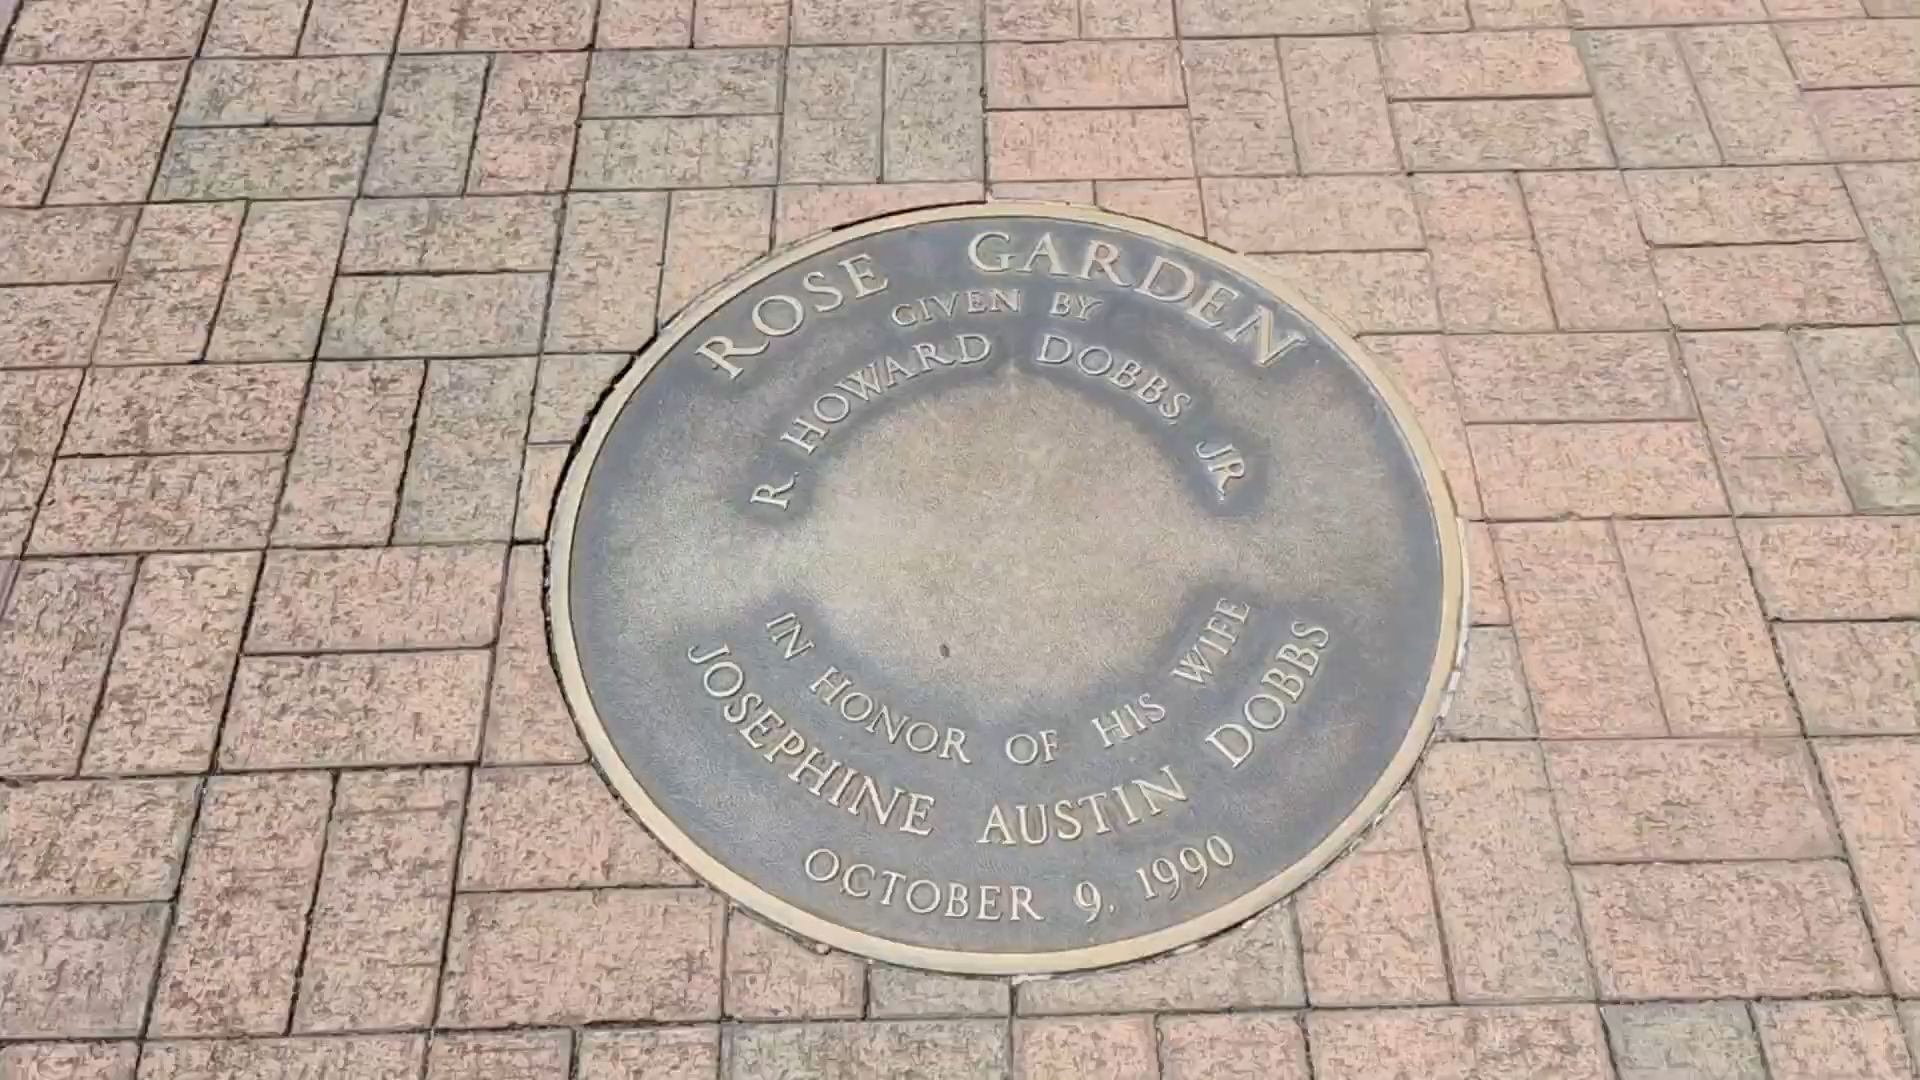 ROSE GARDEN
GIVEN BY
R. HOWARD DOBBS JR
IN HONOR OF HIS WIFE
JOSEPHINE AUSTIN DOBBS
OCTOBER 9, 1990